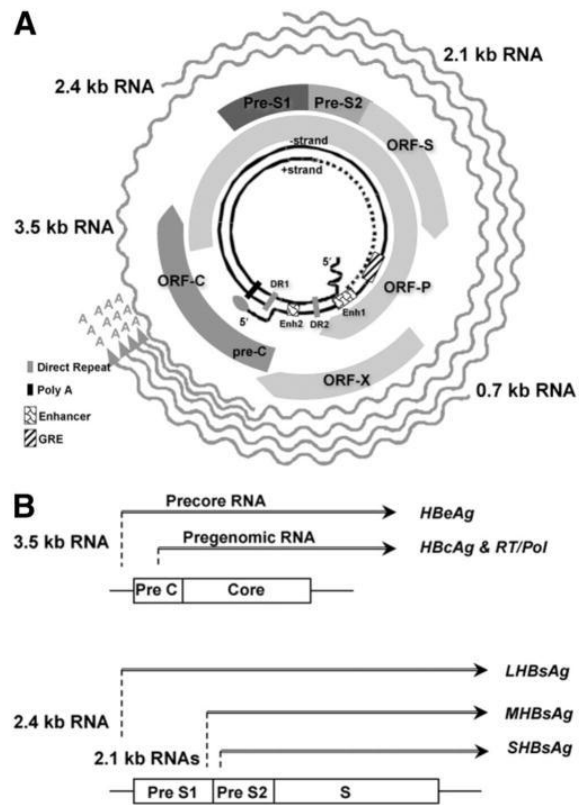 A
2.1 kb RNA
2.4 kb RNA
Pre-S1
Pre-S2
ORF-S
-strand
+strand
3.5 kb RNA
5′
ORF-C
DR1
ORF-P
A A A
A A A
A A A
A A
5′
Enh2
DR2
Enh1
pre-C
Direct Repeat
ORF-X
Poly A
0.7 kb RNA
Enhancer
GRE
B
Precore RNA
HBeAg
3.5 kb RNA
Pregenomic RNA
HBcAg & RT/Pol
Pre C
Core
LHBsAg
2.4 kb RNA
MHBsAg
2.1 kb RNAs
SHBsAg
Pre S1
Pre S2
S